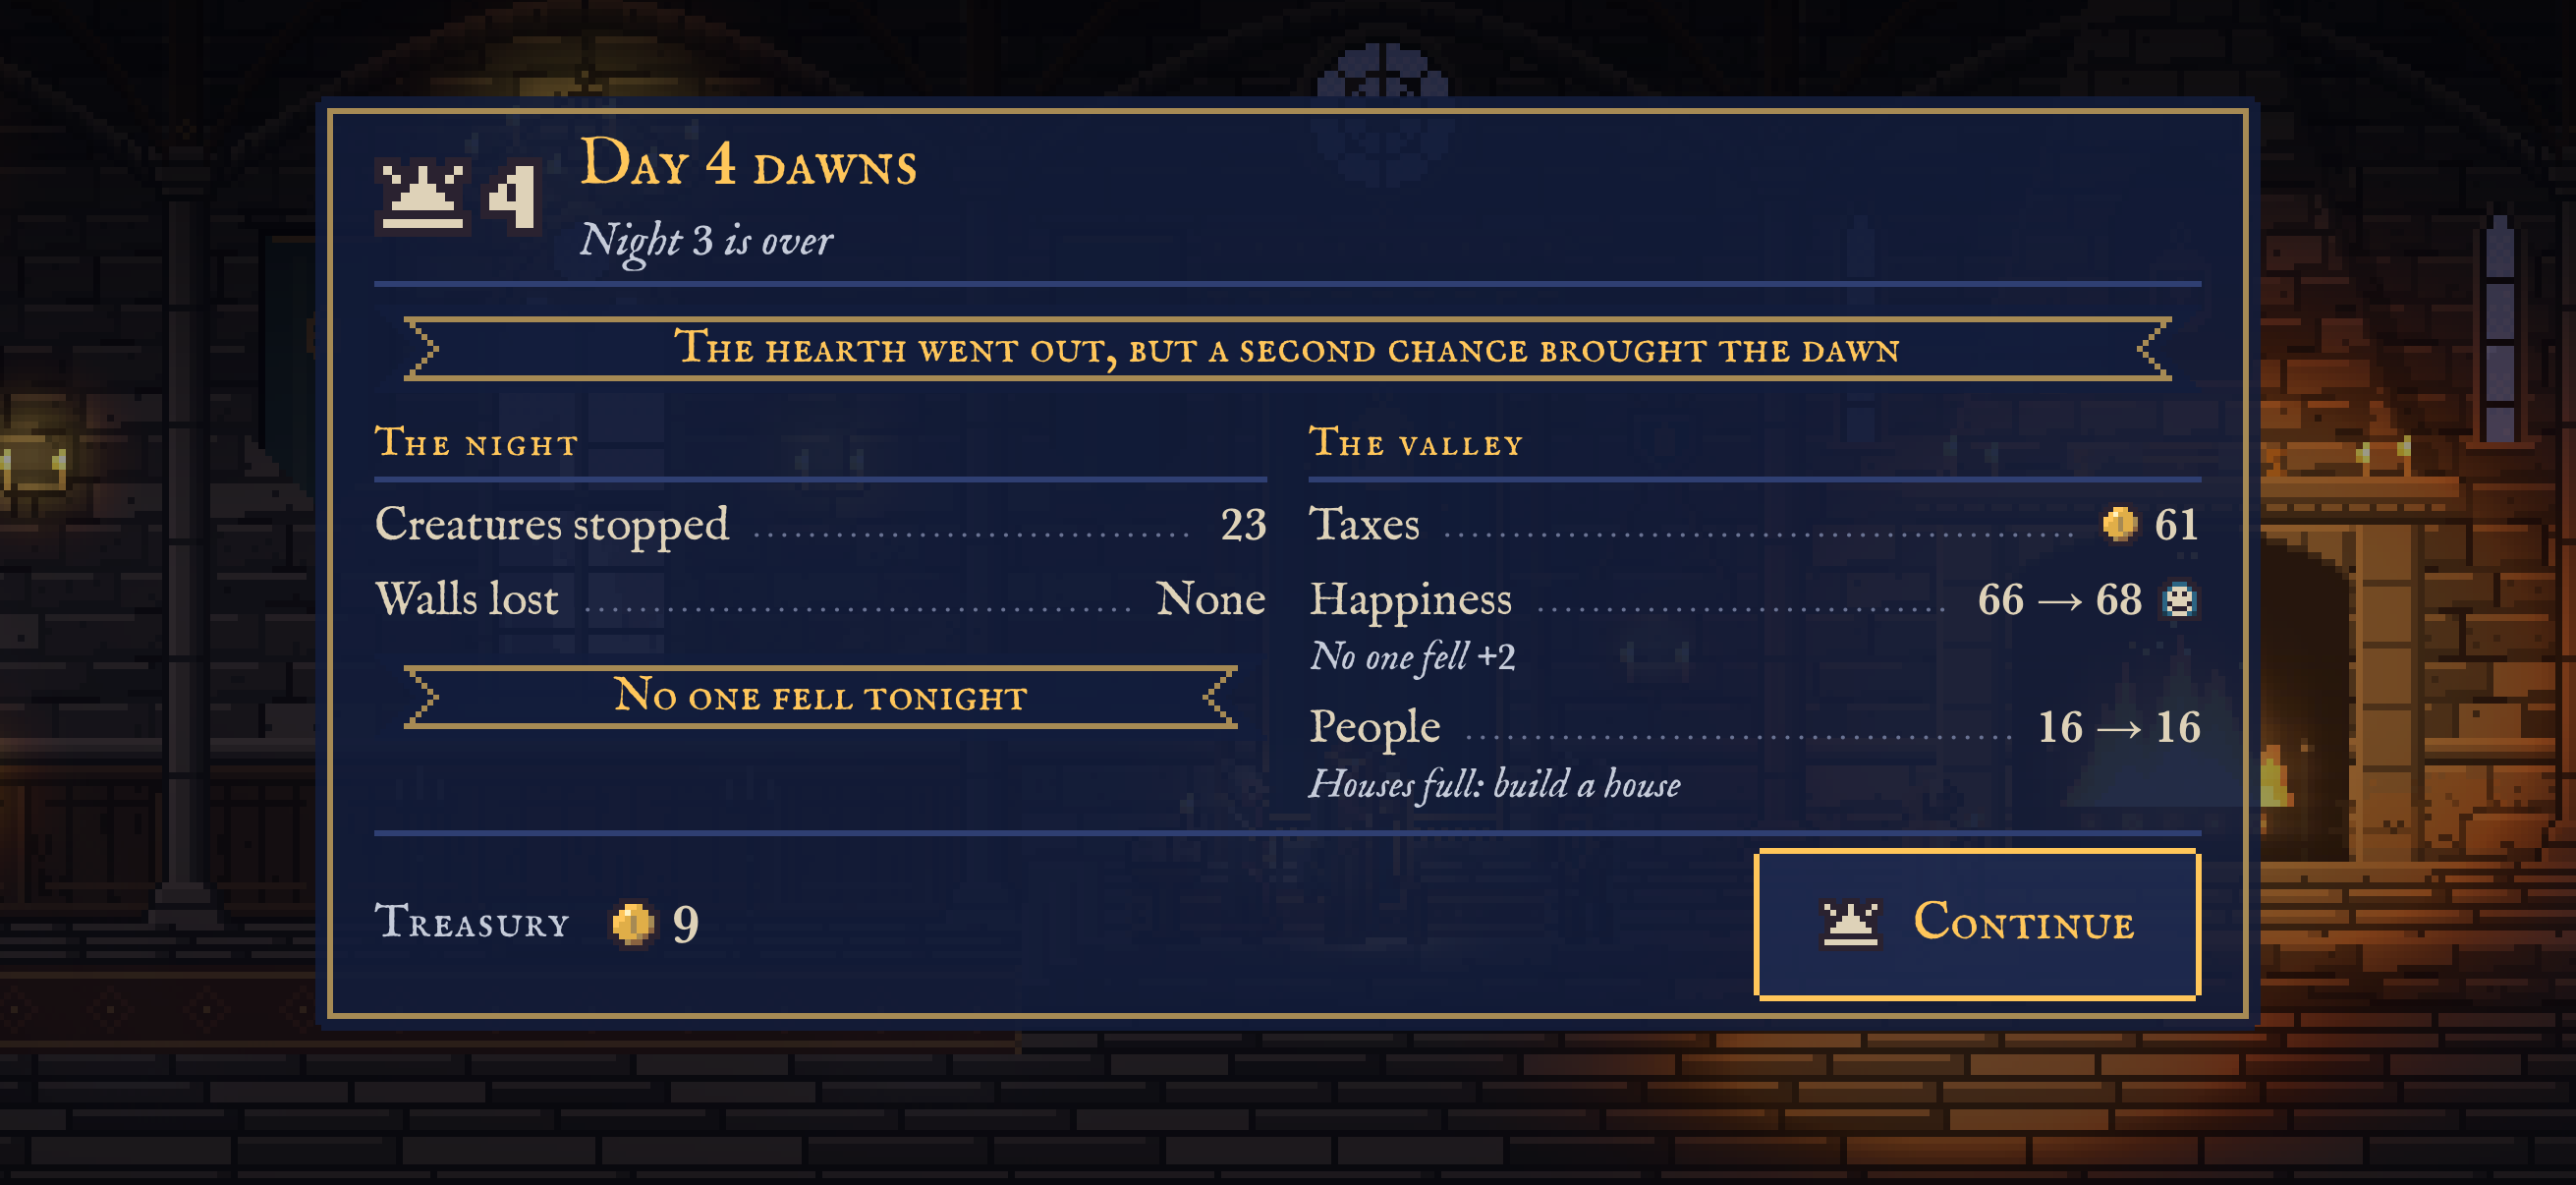 4
Day 4 dawns
Night 3 is over
The hearth went out, but a second chance brought the dawn
The night
Creatures stopped 23
Walls lost None
No one fell tonight
The valley
Taxes 61
Happiness 66 → 68
No one fell +2
People 16 → 16
Houses full: build a house
Treasury 9
Continue